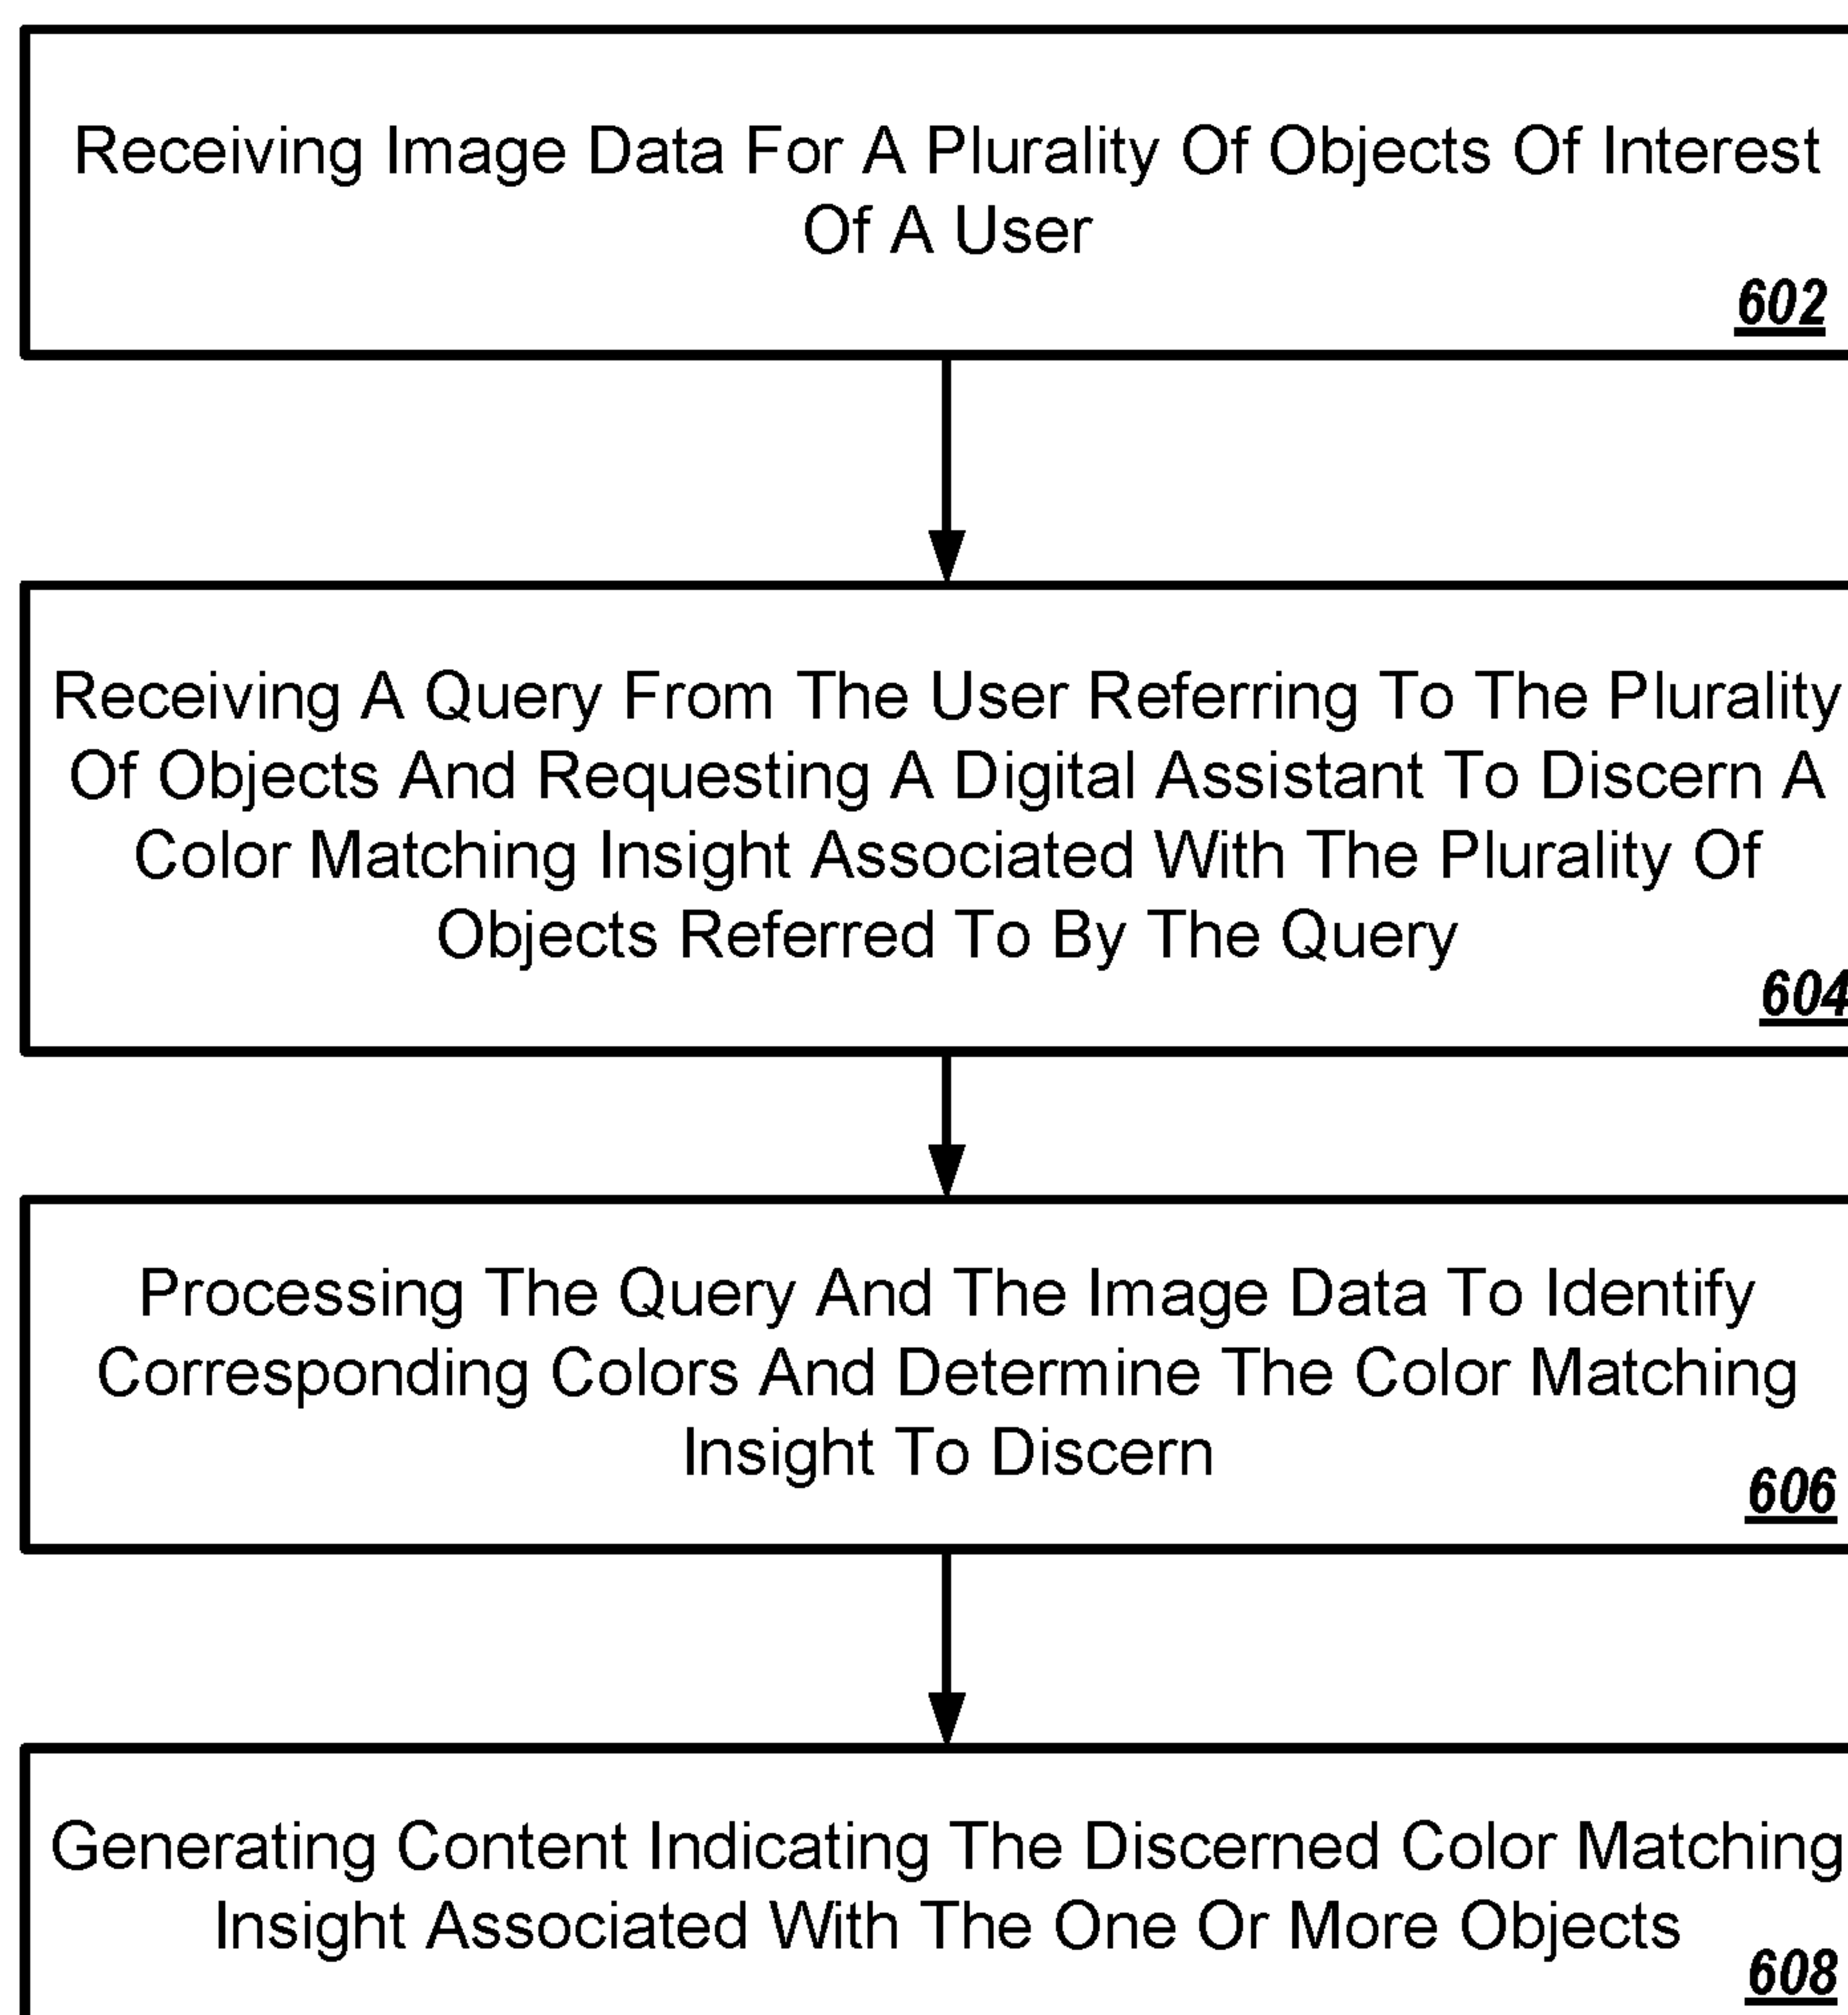 Receiving Image Data For A Plurality Of Objects Of Interest
Of A User
602
Receiving A Query From The User Referring To The Plurality
Of Objects And Requesting A Digital Assistant To Discern A
Color Matching Insight Associated With The Plurality Of
Objects Referred To By The Query
604
Processing The Query And The Image Data To Identify
Corresponding Colors And Determine The Color Matching
Insight To Discern
606
Generating Content Indicating The Discerned Color Matching
Insight Associated With The One Or More Objects
608